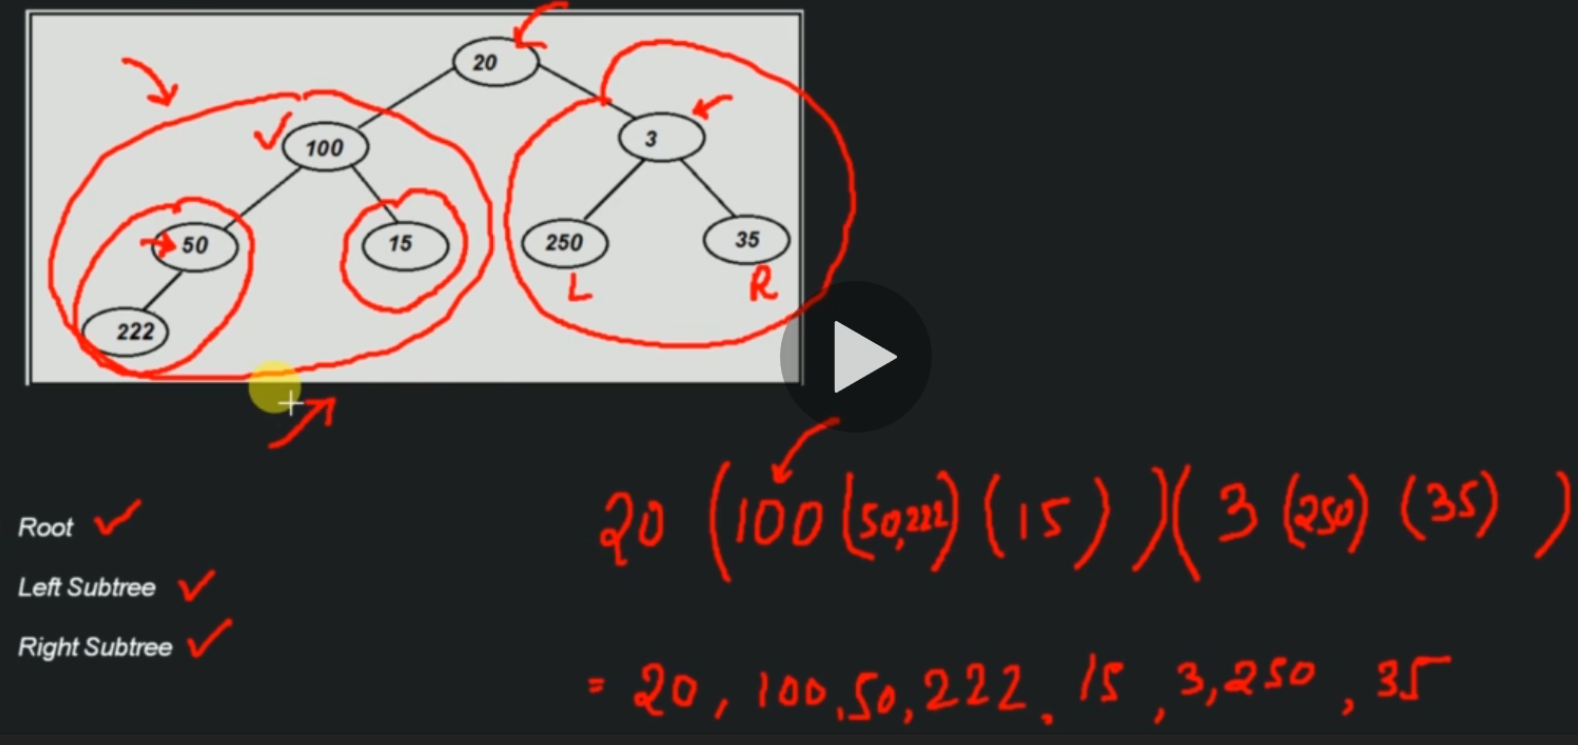 20
100
3
50
15
250
35
L
R
222
Root
Left Subtree
Right Subtree
20 (100 (50,222) (15) ) ( 3 (250) (35) )
= 20, 100,50,222, 15, 3,250, 35